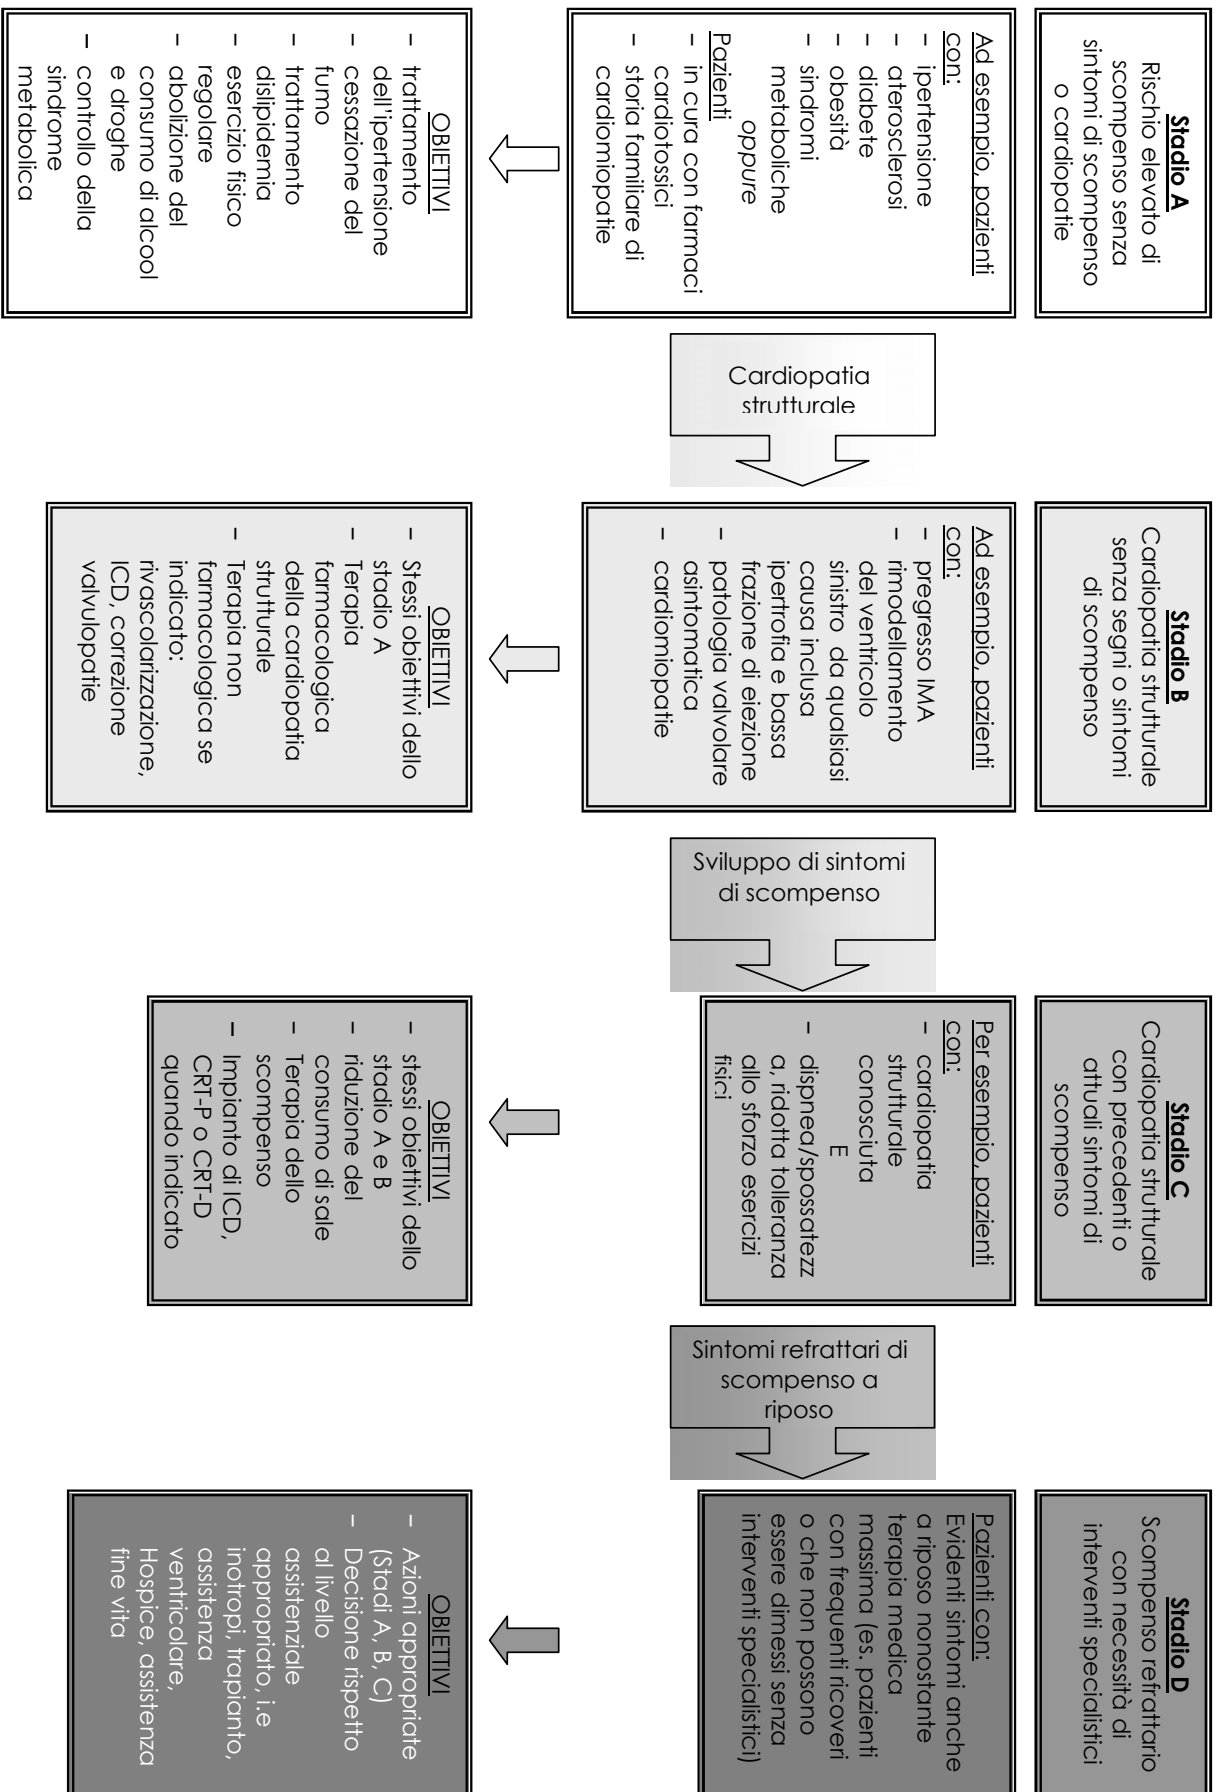 Stadio A
Rischio elevato di
scompenso senza
sintomi di scompenso
o cardiopatie
Ad esempio, pazienti
con:
- ipertensione
- aterosclerosi
- diabete
- obesità
- sindromi
metaboliche
oppure
Pazienti
- in cura con farmaci
cardiotossici
- storia familiare di
cardiomiopatie
OBIETTIVI
- trattamento
dell'ipertensione
- cessazione del
fumo
- trattamento
dislipidemia
- esercizio fisico
regolare
- abolizione del
consumo di alcool
e droghe
- controllo della
sindrome
metabolica
Cardiopatia
strutturale
Stadio B
Cardiopatia strutturale
senza segni o sintomi
di scompenso
Ad esempio, pazienti
con:
- pregresso IMA
- rimodellamento
del ventricolo
sinistro da qualsiasi
causa inclusa
ipertrofia e bassa
frazione di eiezione
- patologia valvolare
asintomatica
- cardiomiopatie
OBIETTIVI
- Stessi obiettivi dello
stadio A
- Terapia
farmacologica
della cardiopatia
strutturale
- Terapia non
farmacologica se
indicato:
rivascolarizzazione,
ICD, correzione
valvulopatie
Sviluppo di sintomi
di scompenso
Stadio C
Cardiopatia strutturale
con precedenti o
attuali sintomi di
scompenso
Per esempio, pazienti
con:
- cardiopatia
strutturale
conosciuta
E
- dispnea/spossatezz
a, ridotta tolleranza
allo sforzo esercizi
fisici
OBIETTIVI
- stessi obiettivi dello
stadio A e B
- riduzione del
consumo di sale
- Terapia dello
scompenso
- Impianto di ICD,
CRT-P o CRT-D
quando indicato
Sintomi refrattari di
scompenso a
riposo
Stadio D
Scompenso refrattario
con necessità di
interventi specialistici
Pazienti con:
Evidenti sintomi anche
a riposo nonostante
terapia medica
massima (es. pazienti
con frequenti ricoveri
o che non possono
essere dimessi senza
interventi specialistici)
OBIETTIVI
- Azioni appropriate
(Stadi A, B, C)
- Decisione rispetto
al livello
assistenziale
appropriato, i.e
inotropi, trapianto,
assistenza
ventricolare,
Hospice, assistenza
fine vita